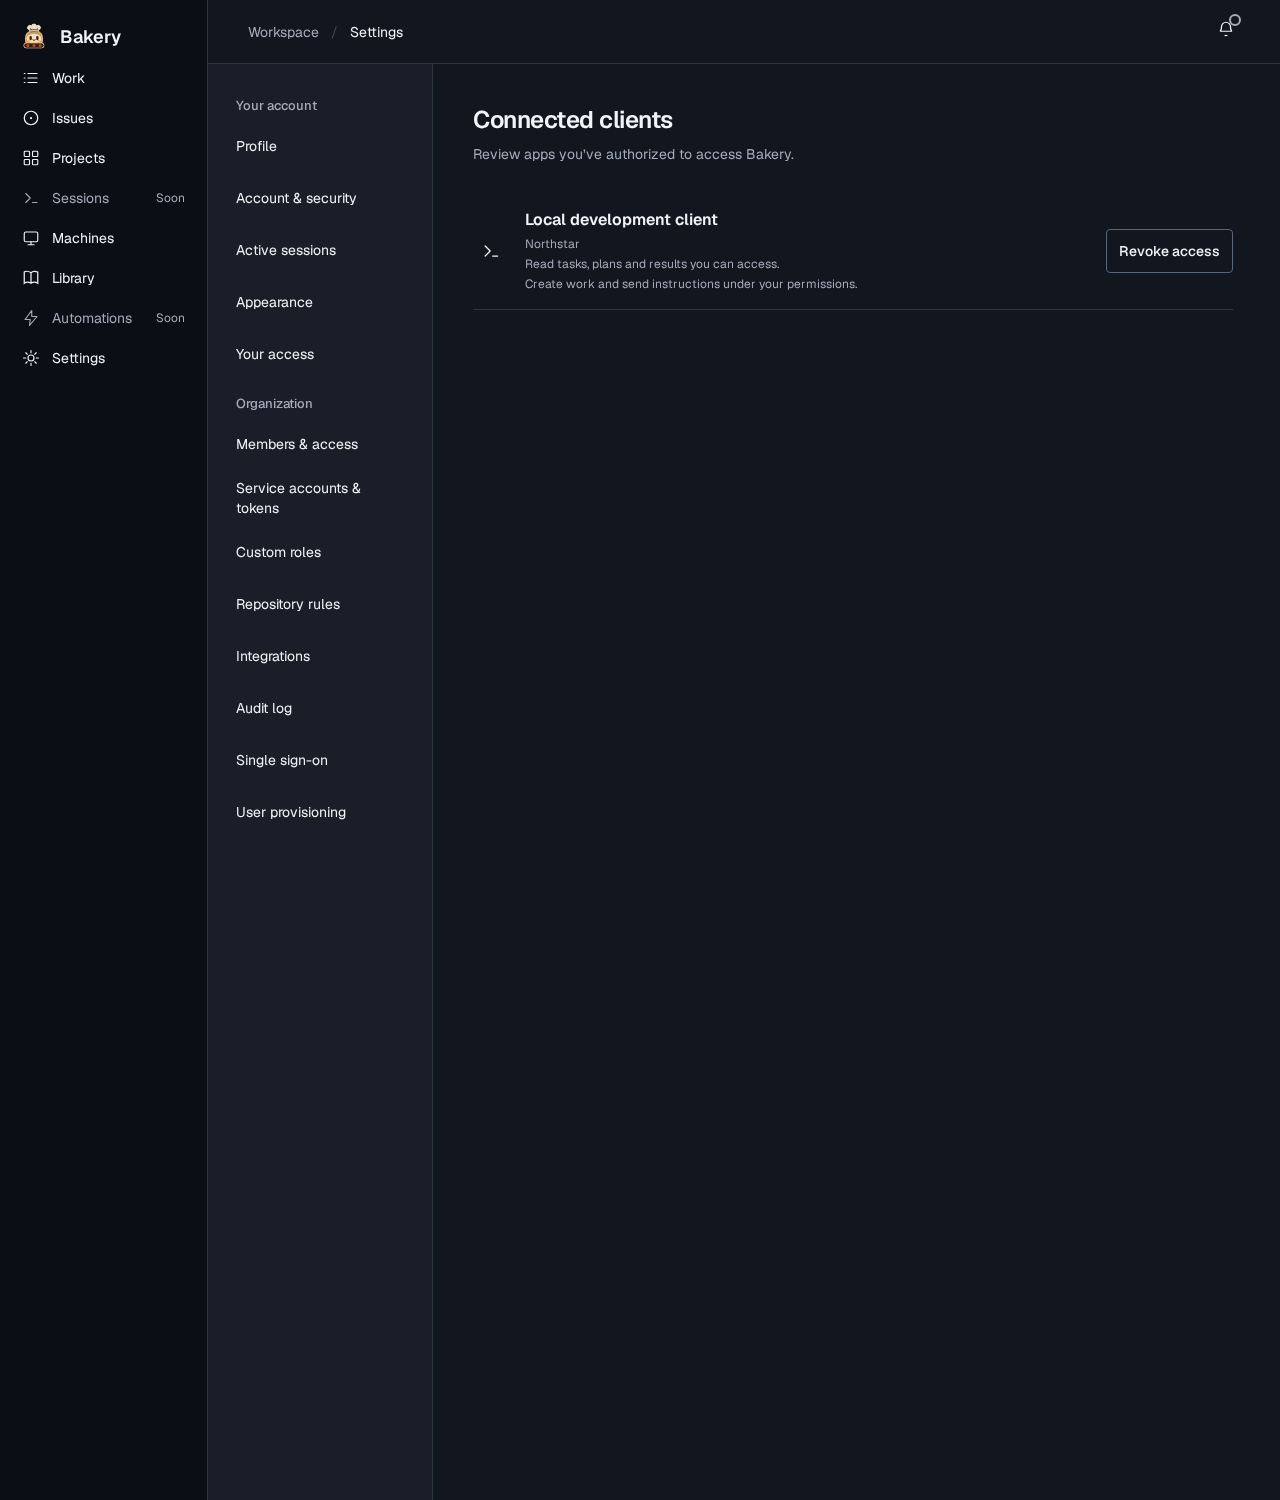 Bakery
Work
Issues
Projects
Sessions Soon
Machines
Library
Automations Soon
Settings
Workspace / Settings
Your account
Profile
Account & security
Active sessions
Appearance
Your access
Organization
Members & access
Service accounts &
tokens
Custom roles
Repository rules
Integrations
Audit log
Single sign-on
User provisioning
Connected clients
Review apps you've authorized to access Bakery.
Local development client
Northstar
Read tasks, plans and results you can access.
Create work and send instructions under your permissions.
Revoke access